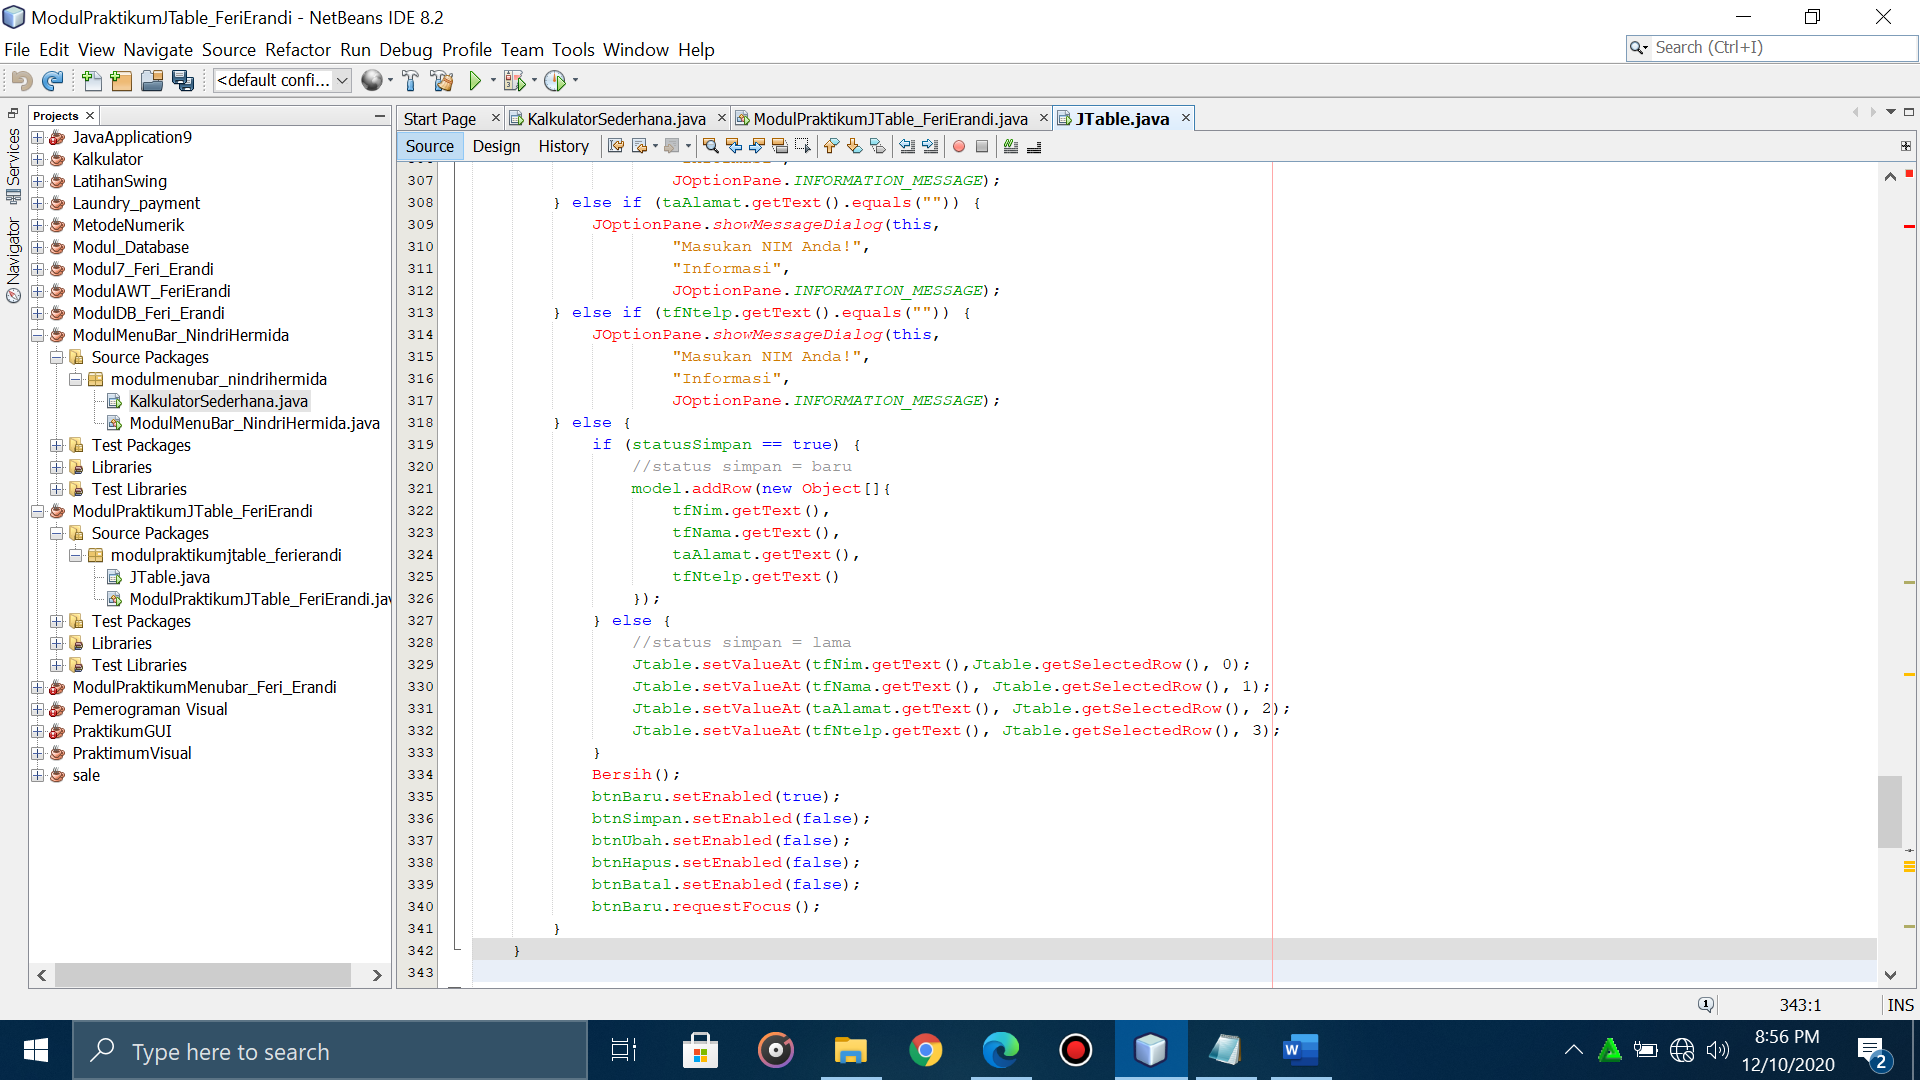 ModulPraktikumJTable_FeriErandi - NetBeans IDE 8.2
File Edit View Navigate Source Refactor Run Debug Profile Team Tools Window Help
Search (Ctrl+I)
<default confi...
Services
Navigator
Projects
JavaApplication9
Kalkulator
LatihanSwing
Laundry_payment
MetodeNumerik
Modul_Database
Modul7_Feri_Erandi
ModulAWT_FeriErandi
ModulDB_Feri_Erandi
ModulMenuBar_NindriHermida
Source Packages
modulmenubar_nindrihermida
KalkulatorSederhana.java
ModulMenuBar_NindriHermida.java
Test Packages
Libraries
Test Libraries
ModulPraktikumJTable_FeriErandi
Source Packages
modulpraktikumjtable_ferierandi
JTable.java
ModulPraktikumJTable_FeriErandi.jav
Test Packages
Libraries
Test Libraries
ModulPraktikumMenubar_Feri_Erandi
Pemerograman Visual
PraktikumGUI
PraktimumVisual
sale
Start Page KalkulatorSederhana.java ModulPraktikumJTable_FeriErandi.java JTable.java
Source Design History
307 JOptionPane.INFORMATION_MESSAGE);
308 } else if (taAlamat.getText().equals("")) {
309 JOptionPane.showMessageDialog(this,
310 "Masukan NIM Anda!",
311 "Informasi",
312 JOptionPane.INFORMATION_MESSAGE);
313 } else if (tfNtelp.getText().equals("")) {
314 JOptionPane.showMessageDialog(this,
315 "Masukan NIM Anda!",
316 "Informasi",
317 JOptionPane.INFORMATION_MESSAGE);
318 } else {
319 if (statusSimpan == true) {
320 //status simpan = baru
321 model.addRow(new Object[]{
322 tfNim.getText(),
323 tfNama.getText(),
324 taAlamat.getText(),
325 tfNtelp.getText()
326 });
327 } else {
328 //status simpan = lama
329 Jtable.setValueAt(tfNim.getText(),Jtable.getSelectedRow(), 0);
330 Jtable.setValueAt(tfNama.getText(), Jtable.getSelectedRow(), 1);
331 Jtable.setValueAt(taAlamat.getText(), Jtable.getSelectedRow(), 2);
332 Jtable.setValueAt(tfNtelp.getText(), Jtable.getSelectedRow(), 3);
333 }
334 Bersih();
335 btnBaru.setEnabled(true);
336 btnSimpan.setEnabled(false);
337 btnUbah.setEnabled(false);
338 btnHapus.setEnabled(false);
339 btnBatal.setEnabled(false);
340 btnBaru.requestFocus();
341 }
342 }
343
343:1 INS
Type here to search
8:56 PM
12/10/2020
2